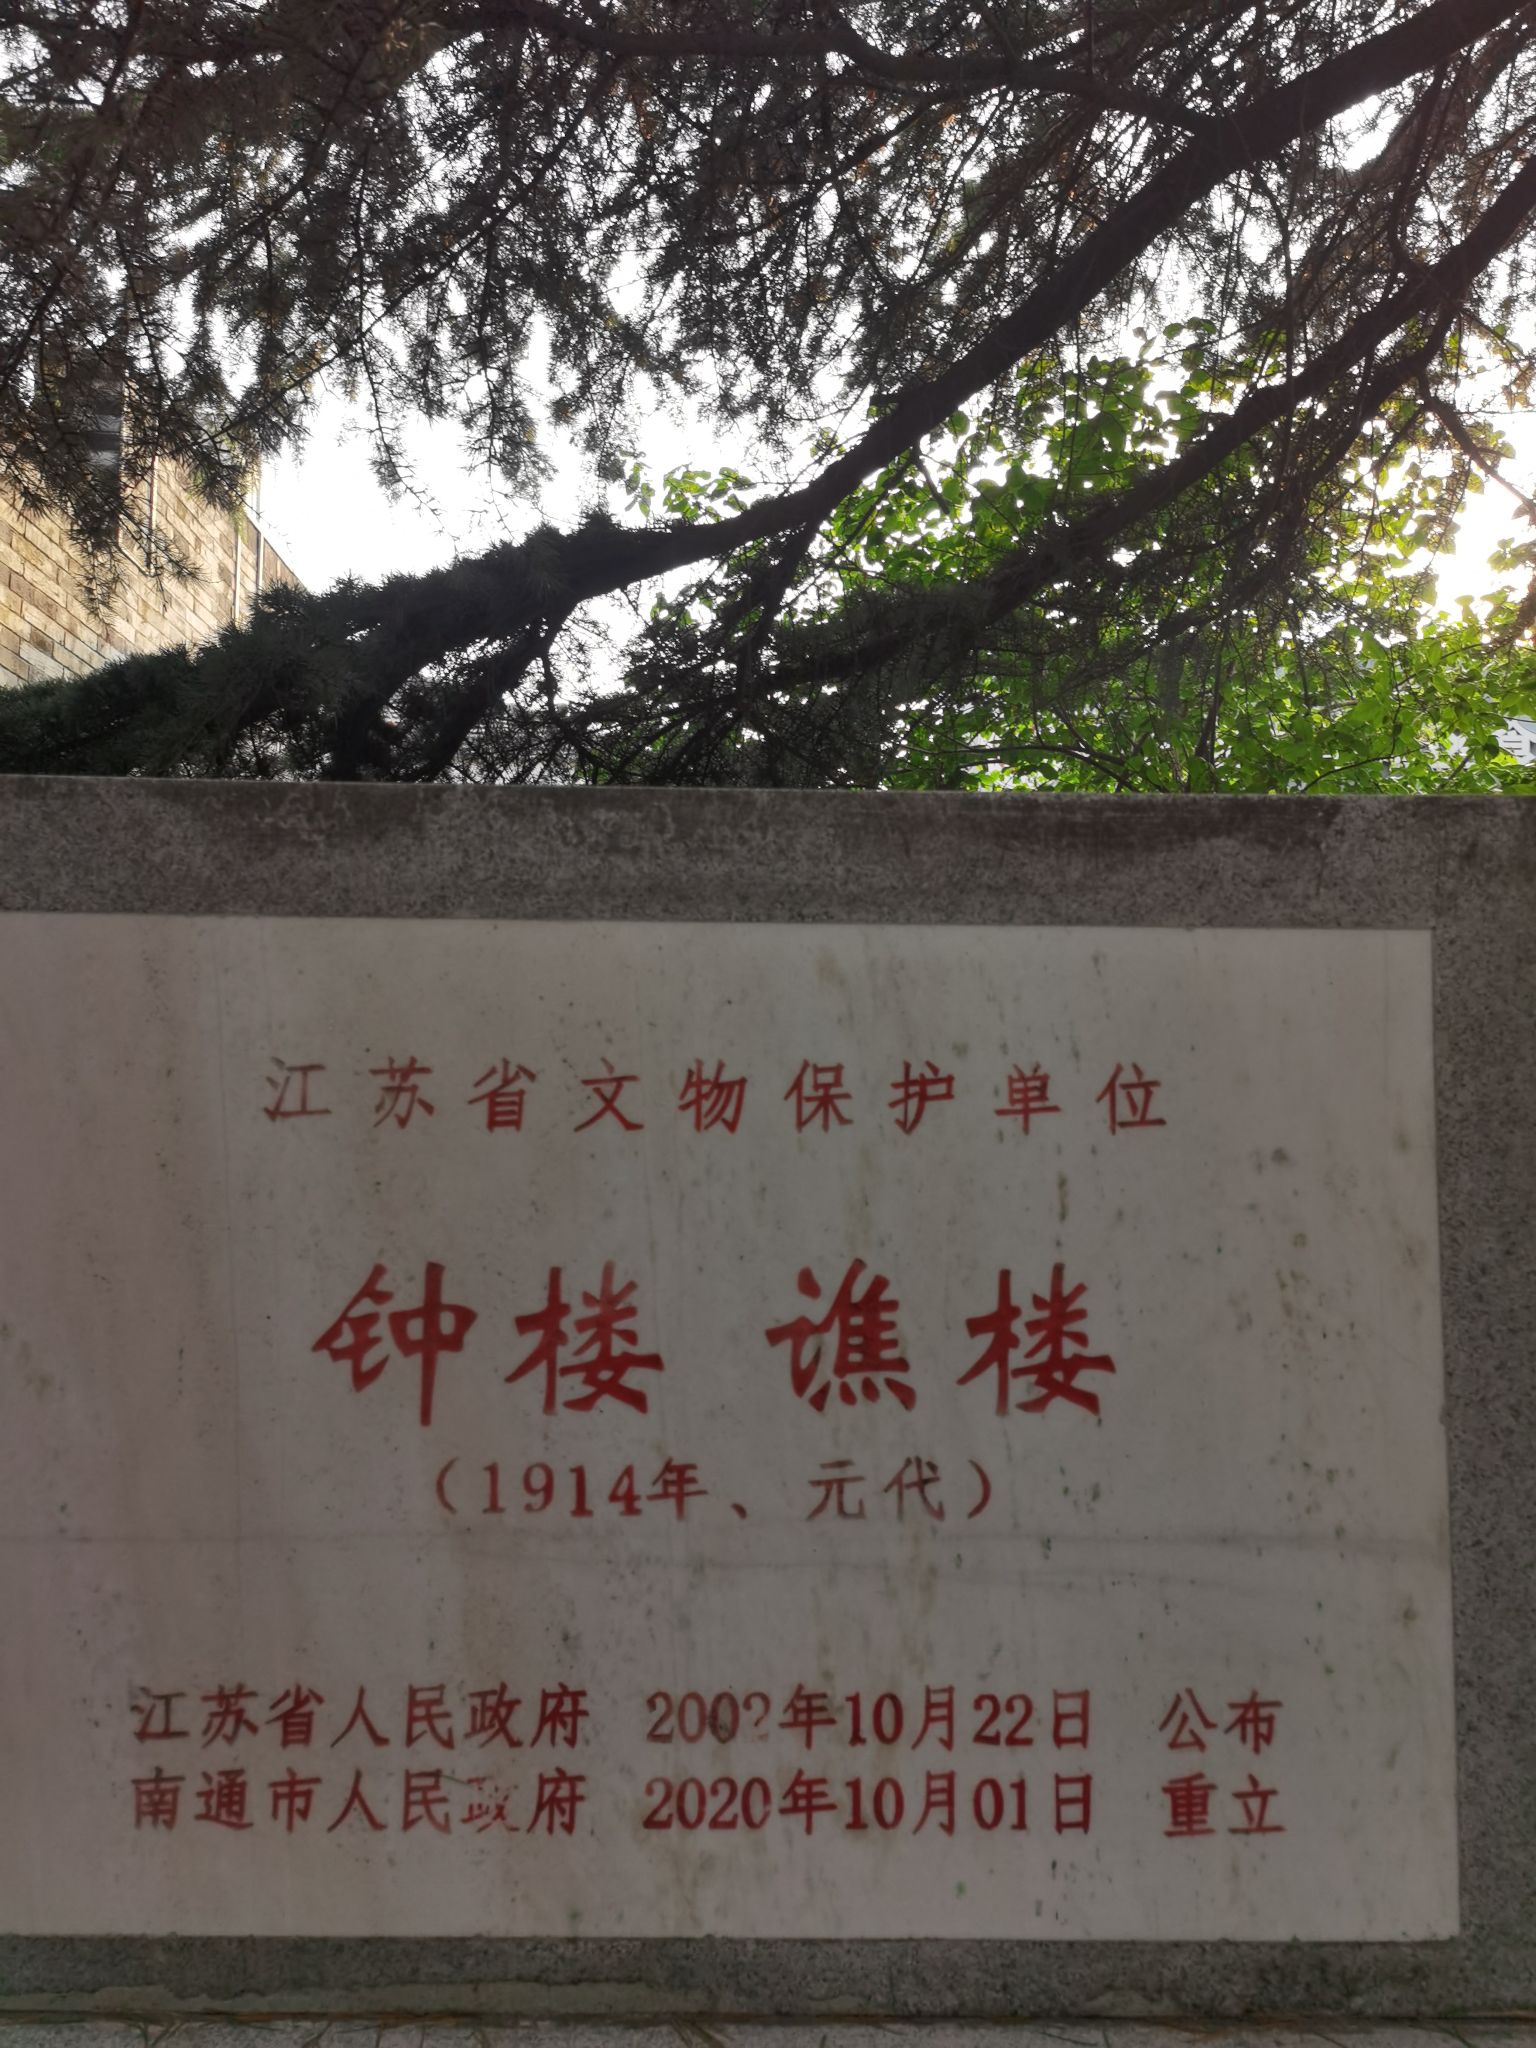 江苏省文物保护单位
钟楼 谯楼
（1914年、元代）
江苏省人民政府 2002年10月22日 公布
南通市人民政府 2020年10月01日 重立